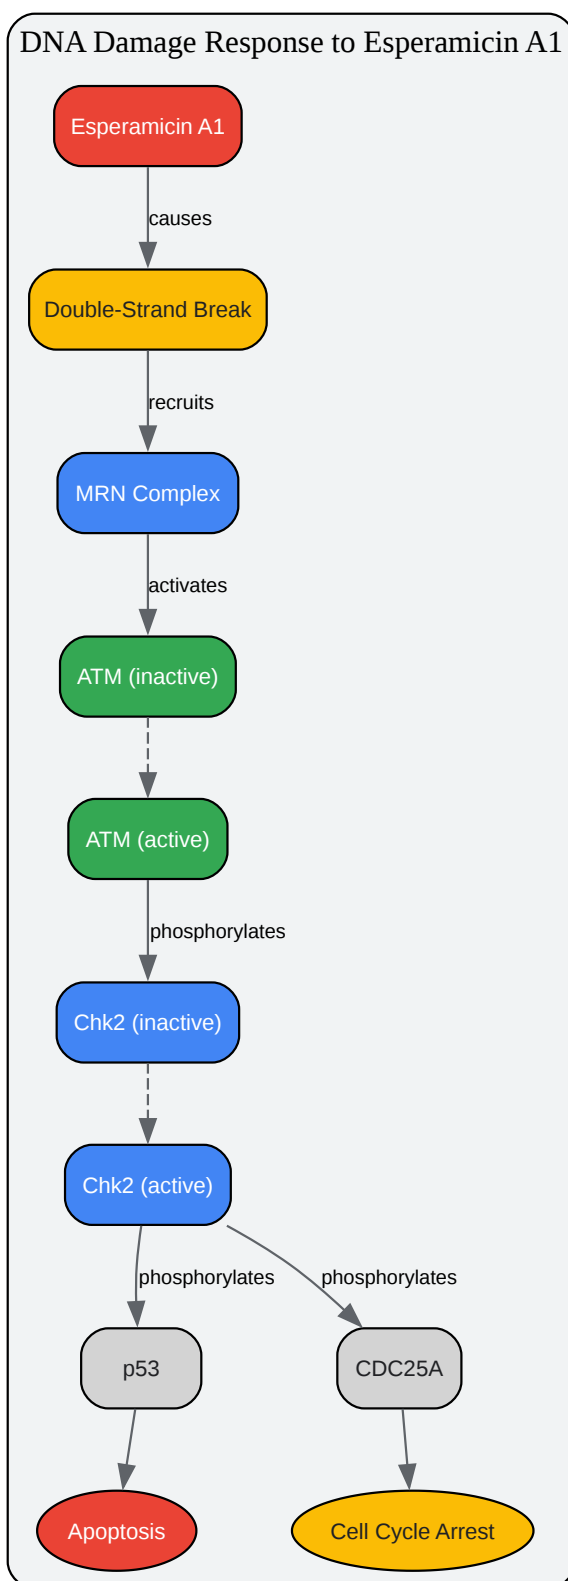 DNA Damage Response to Esperamicin A1
Esperamicin A1
causes
Double-Strand Break
recruits
MRN Complex
activates
ATM (inactive)
ATM (active)
phosphorylates
Chk2 (inactive)
Chk2 (active)
phosphorylates
phosphorylates
p53
CDC25A
Apoptosis
Cell Cycle Arrest